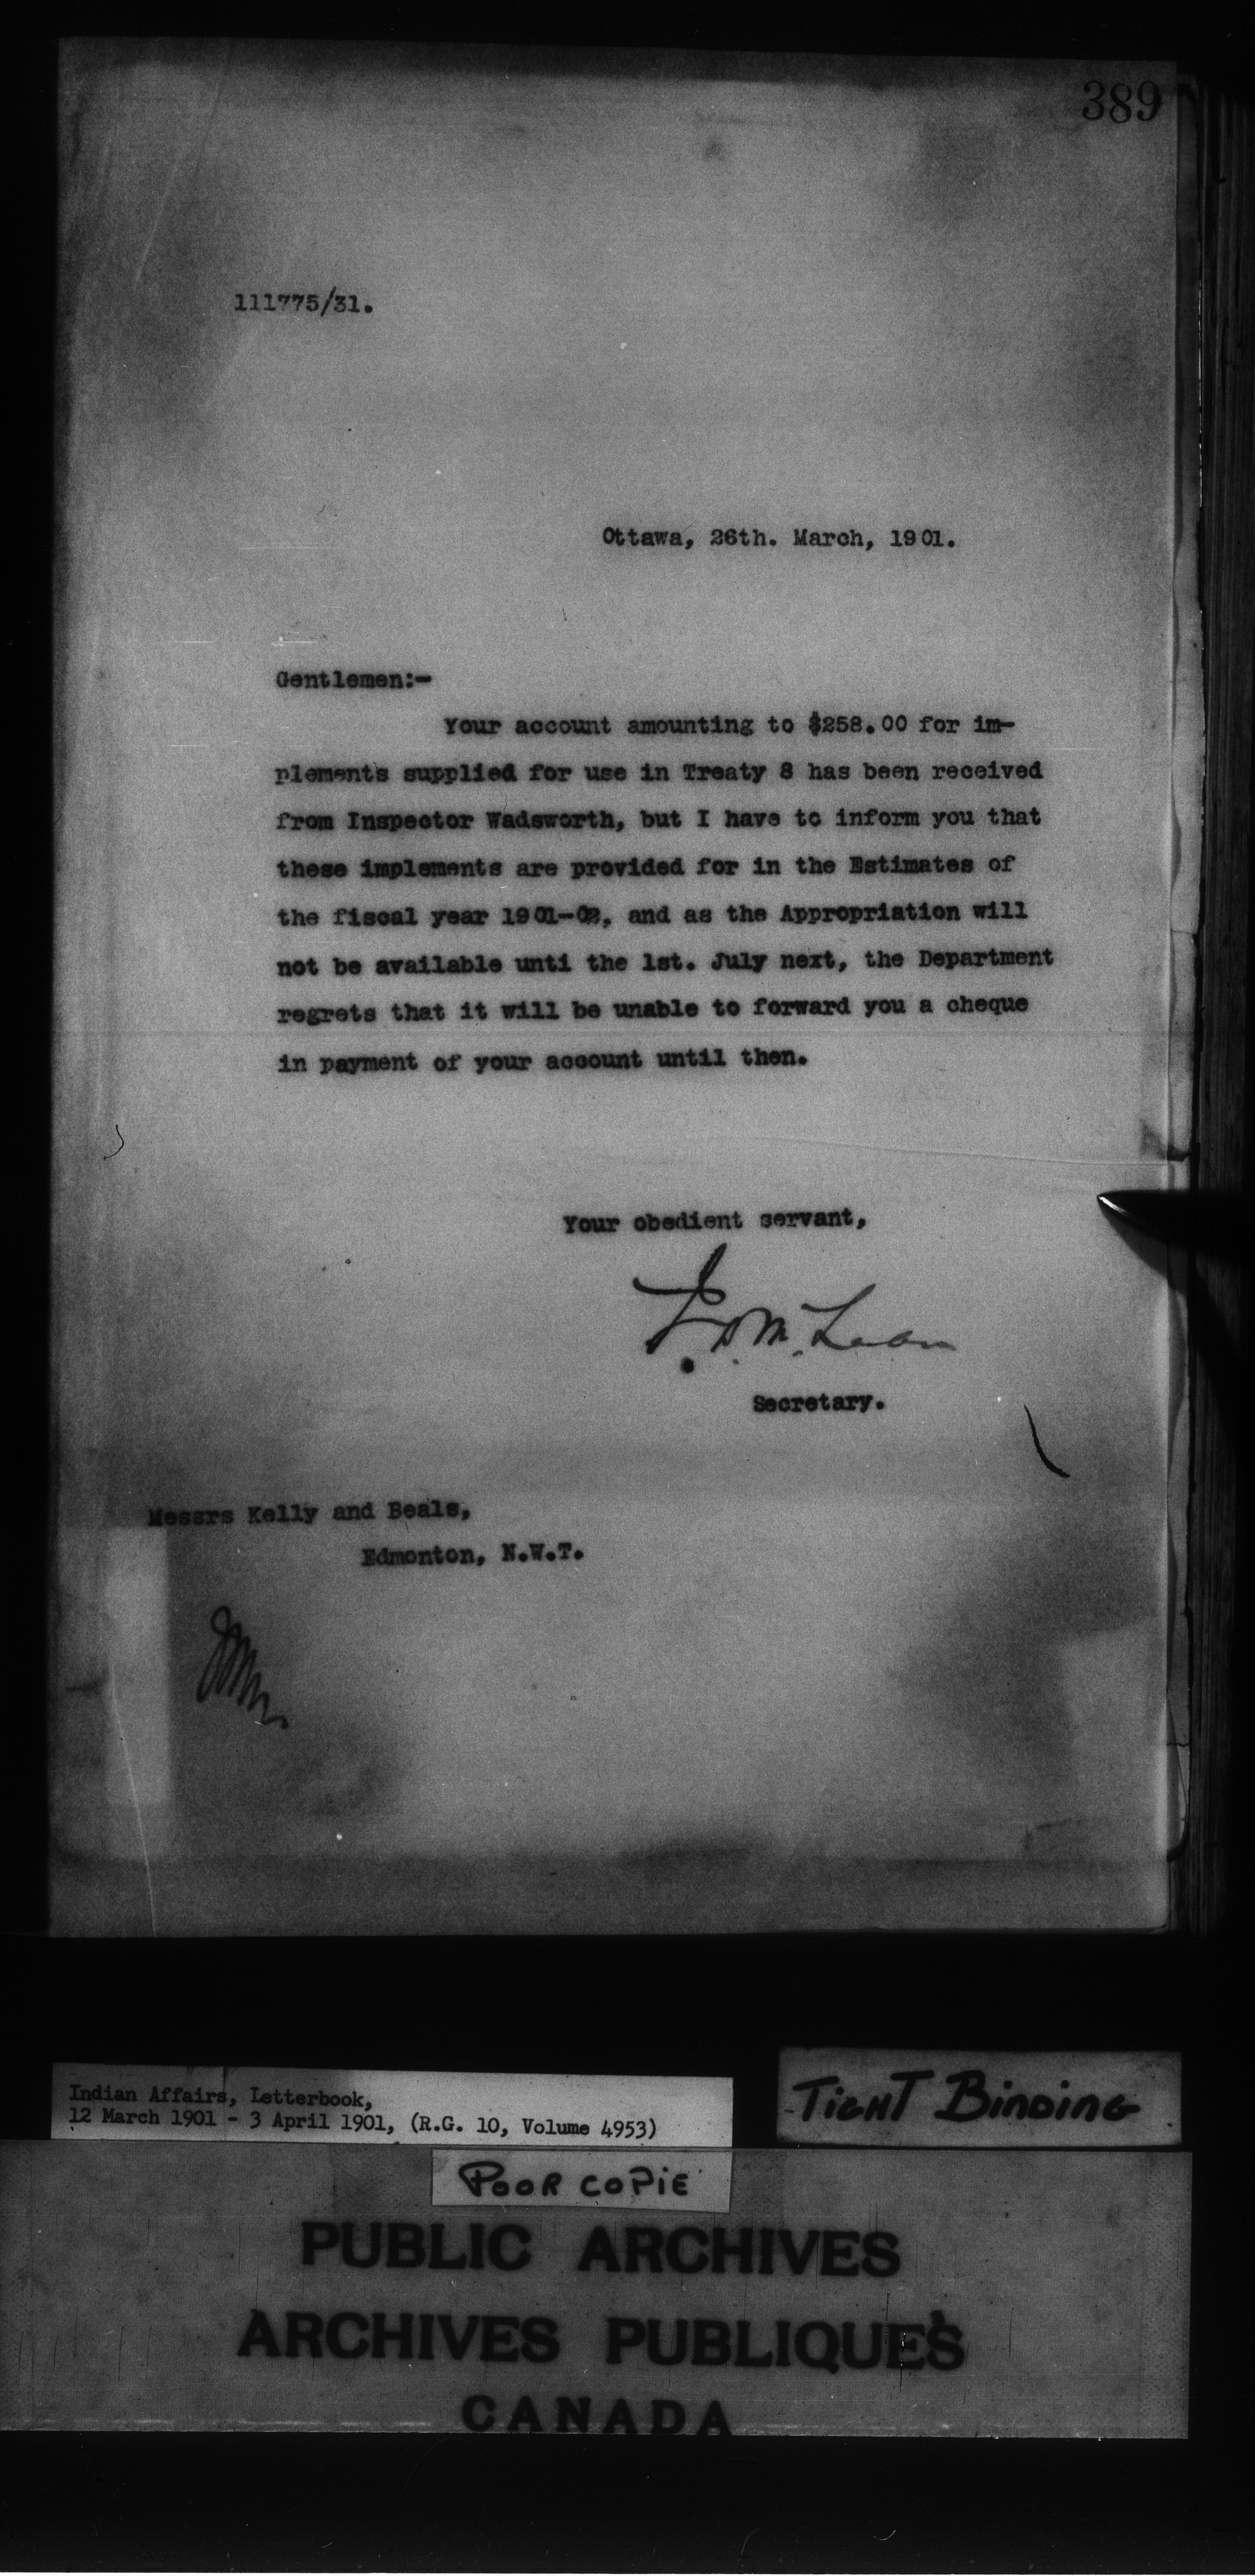 389
111775/31.
Ottawa, 26th. March, 1901.
Gentlemen:-
Your account amounting to $258.00 for im-
plements supplied for use in Treaty 8 has been received
from Inspector Wadsworth, but I have to inform you that
these implements are provided for in the Estimates of
the fiscal year 1901-02, and as the Appropriation will
not be available unti the 1st. July next, the Department
regrets that it will be unable to forward you a cheque
in payment of your account until then.
Your obedient servant,
J. D. McLean
Secretary.
Messrs Kelly and Beals,
Edmonton, N.W.T.
Indian Affairs, Letterbook,
12 March 1901 - 3 April 1901, (R.G. 10, Volume 4953)
TIGHT BINDING
POOR COPIE
PUBLIC ARCHIVES
ARCHIVES PUBLIQUES
CANADA